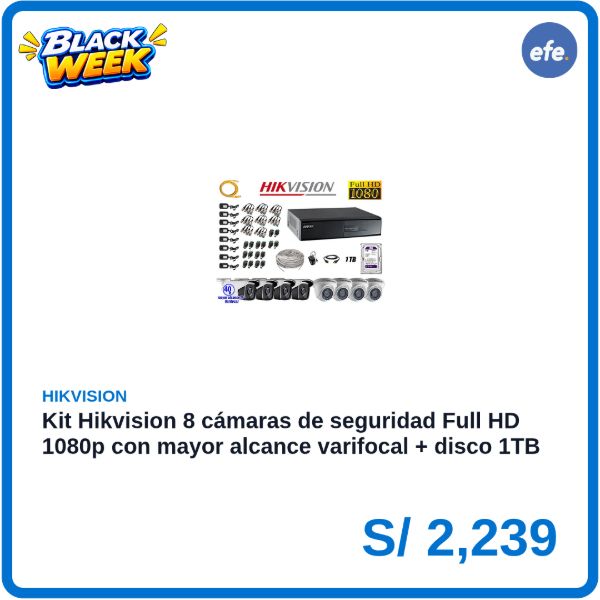 BLACK
WEEK
efe.
HIKVISION
Full HD
1080
1TB
HIKVISION
Kit Hikvision 8 cámaras de seguridad Full HD
1080p con mayor alcance varifocal + disco 1TB
S/ 2,239